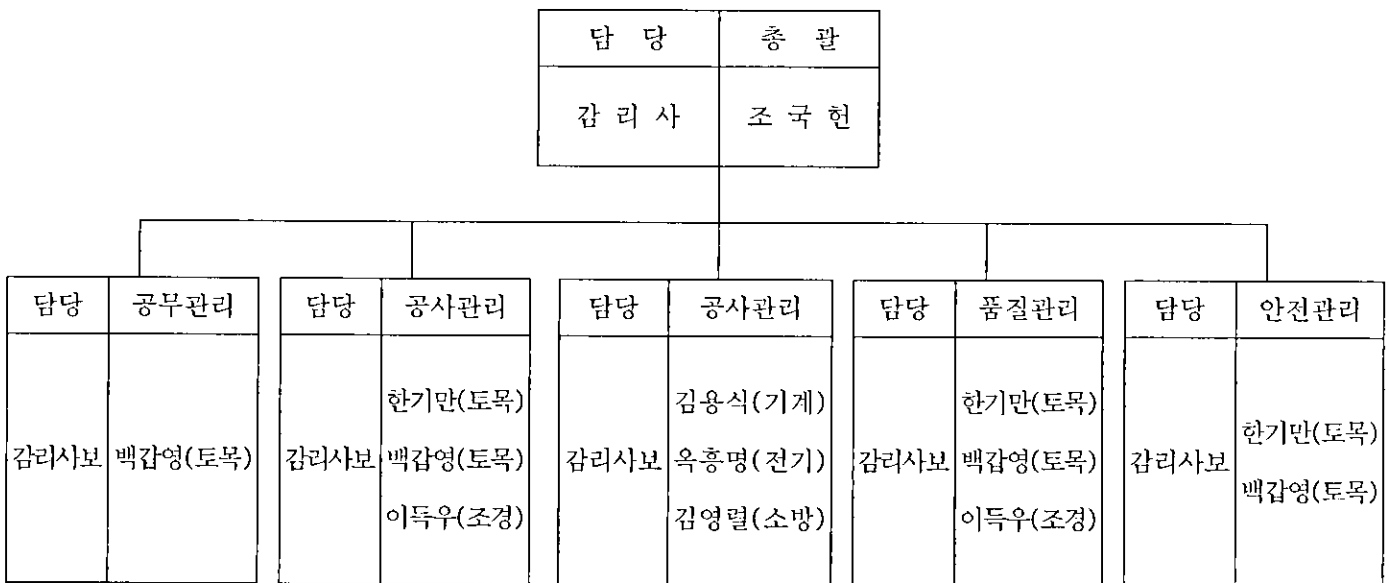 담 당 총 괄
감 리 사 조 국 헌
담당 공무관리
감리사보 백갑영(토목)
담당 공사관리
한기만(토목)
감리사보 백갑영(토목)
이득우(조경)
담당 공사관리
김용식(기계)
감리사보 옥흥명(전기)
김영렬(소방)
담당 품질관리
한기만(토목)
감리사보 백갑영(토목)
이득우(조경)
담당 안전관리
한기만(토목)
감리사보
백갑영(토목)